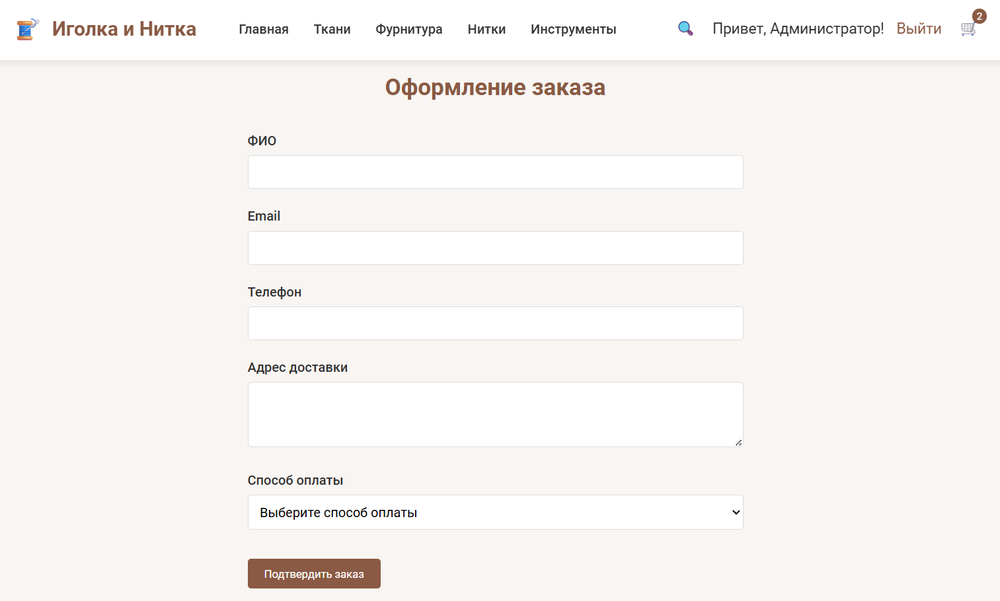 Иголка и Нитка
Главная Ткани Фурнитура Нитки Инструменты
Привет, Администратор! Выйти 2
Оформление заказа
ФИО
Email
Телефон
Адрес доставки
Способ оплаты
Выберите способ оплаты
Подтвердить заказ